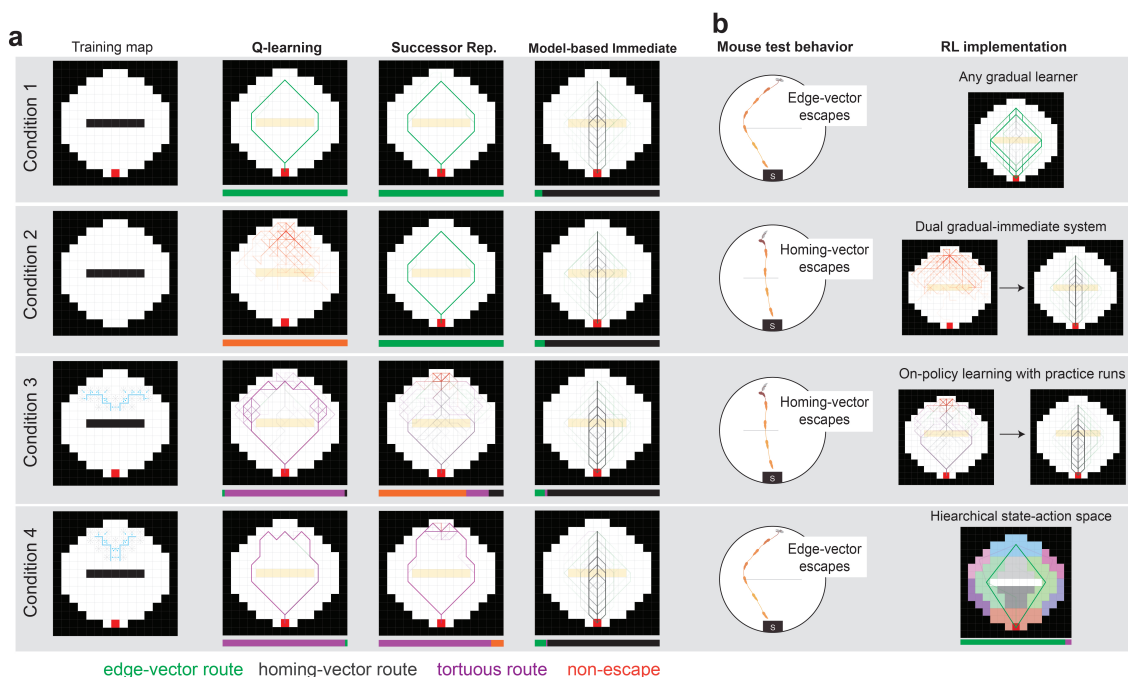 a
Training map
Q-learning
Successor Rep.
Model-based Immediate
b
Mouse test behavior
RL implementation
Condition 1
Edge-vector
escapes
S
Any gradual learner
Condition 2
Homing-vector
escapes
S
Dual gradual-immediate system
Condition 3
Homing-vector
escapes
S
On-policy learning with practice runs
Condition 4
Edge-vector
escapes
S
Hiearchical state-action space
edge-vector route
homing-vector route
tortuous route
non-escape